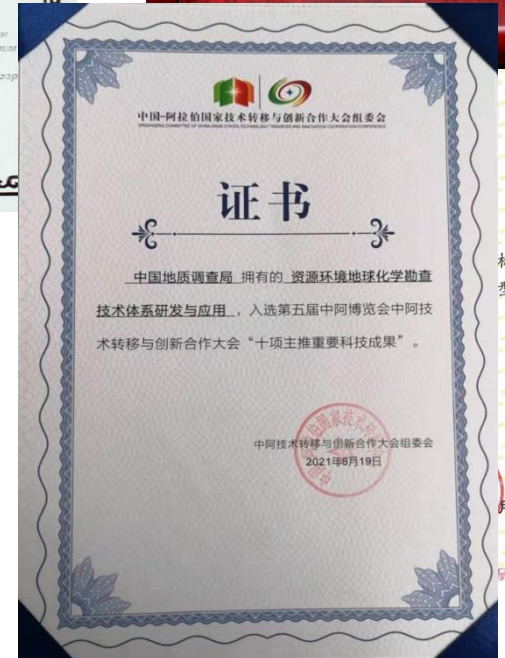 中国-阿拉伯国家技术转移与创新合作大会组委会
证书
中国地质调查局 拥有的 资源环境地球化学勘查
技术体系研发与应用 ，入选第五届中阿博览会中阿技
术转移与创新合作大会“十项主推重要科技成果”。
中阿技术转移与创新合作大会组委会
2021年8月19日